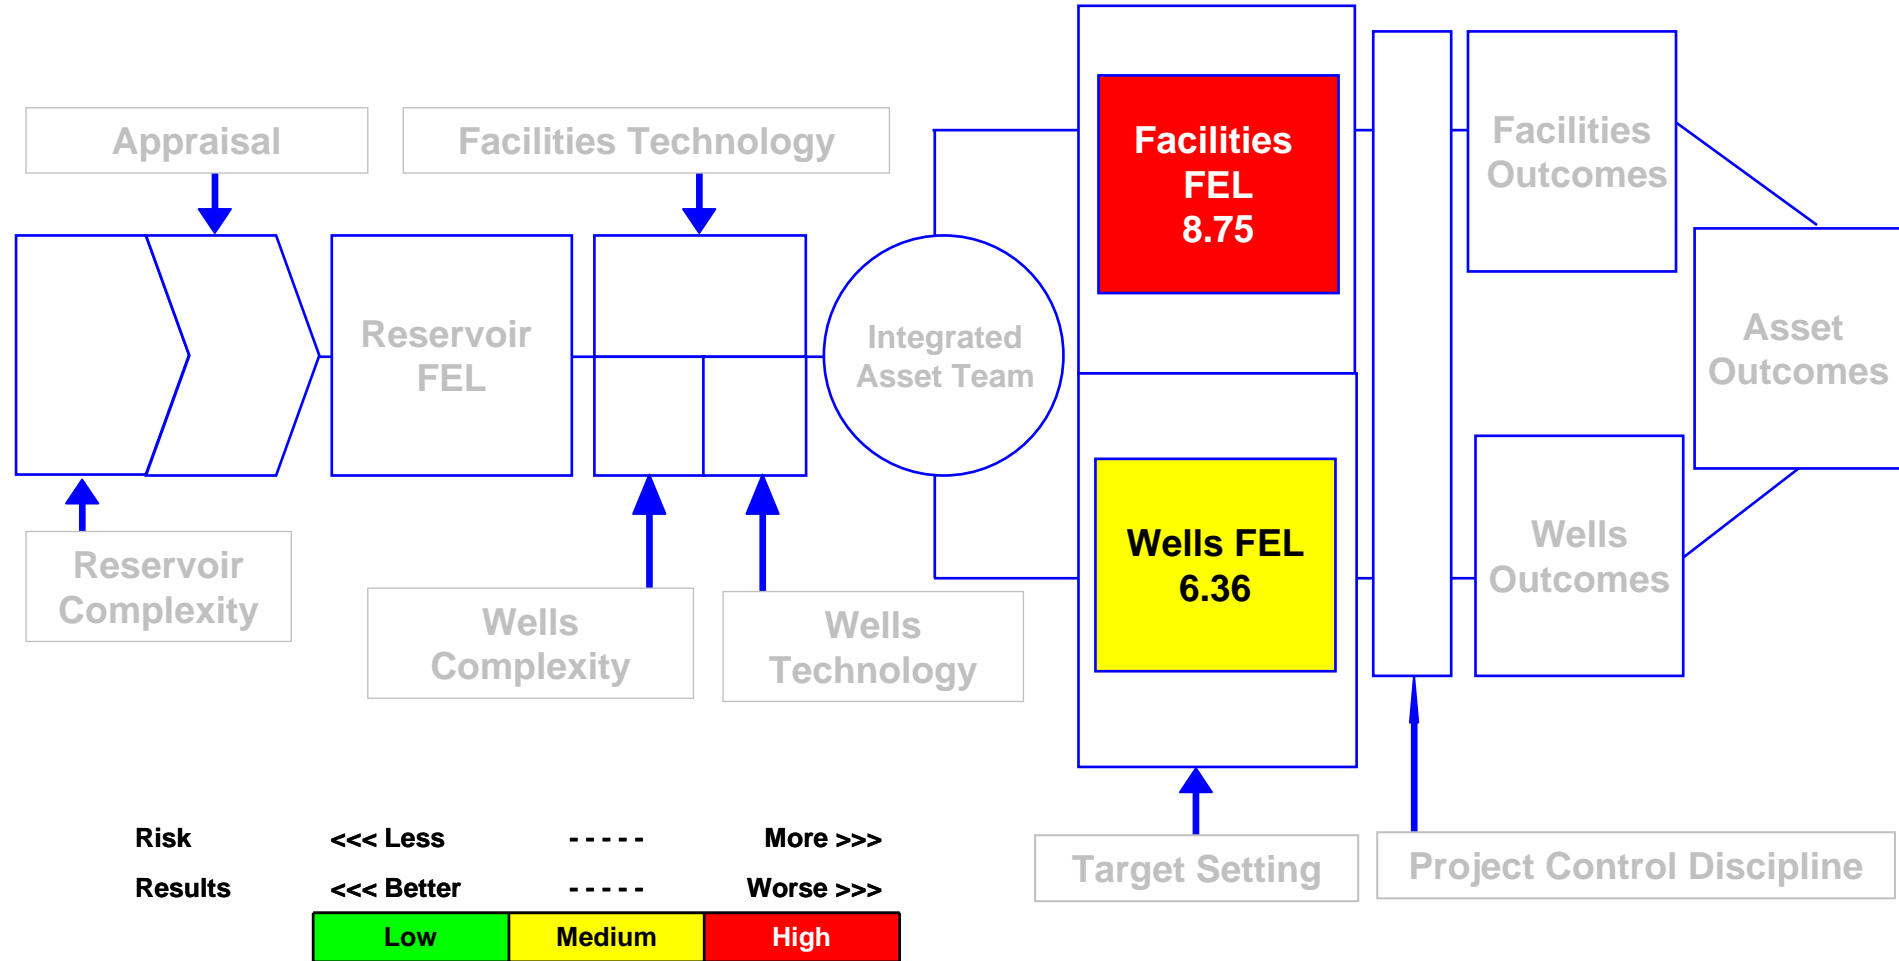 Appraisal
Facilities Technology
Facilities
FEL
8.75
Facilities
Outcomes
Reservoir
FEL
Integrated
Asset Team
Asset
Outcomes
Reservoir
Complexity
Wells
Complexity
Wells
Technology
Wells FEL
6.36
Wells
Outcomes
Risk <<< Less - - - - - More >>>
Results <<< Better - - - - - Worse >>>
Low Medium High
Target Setting
Project Control Discipline